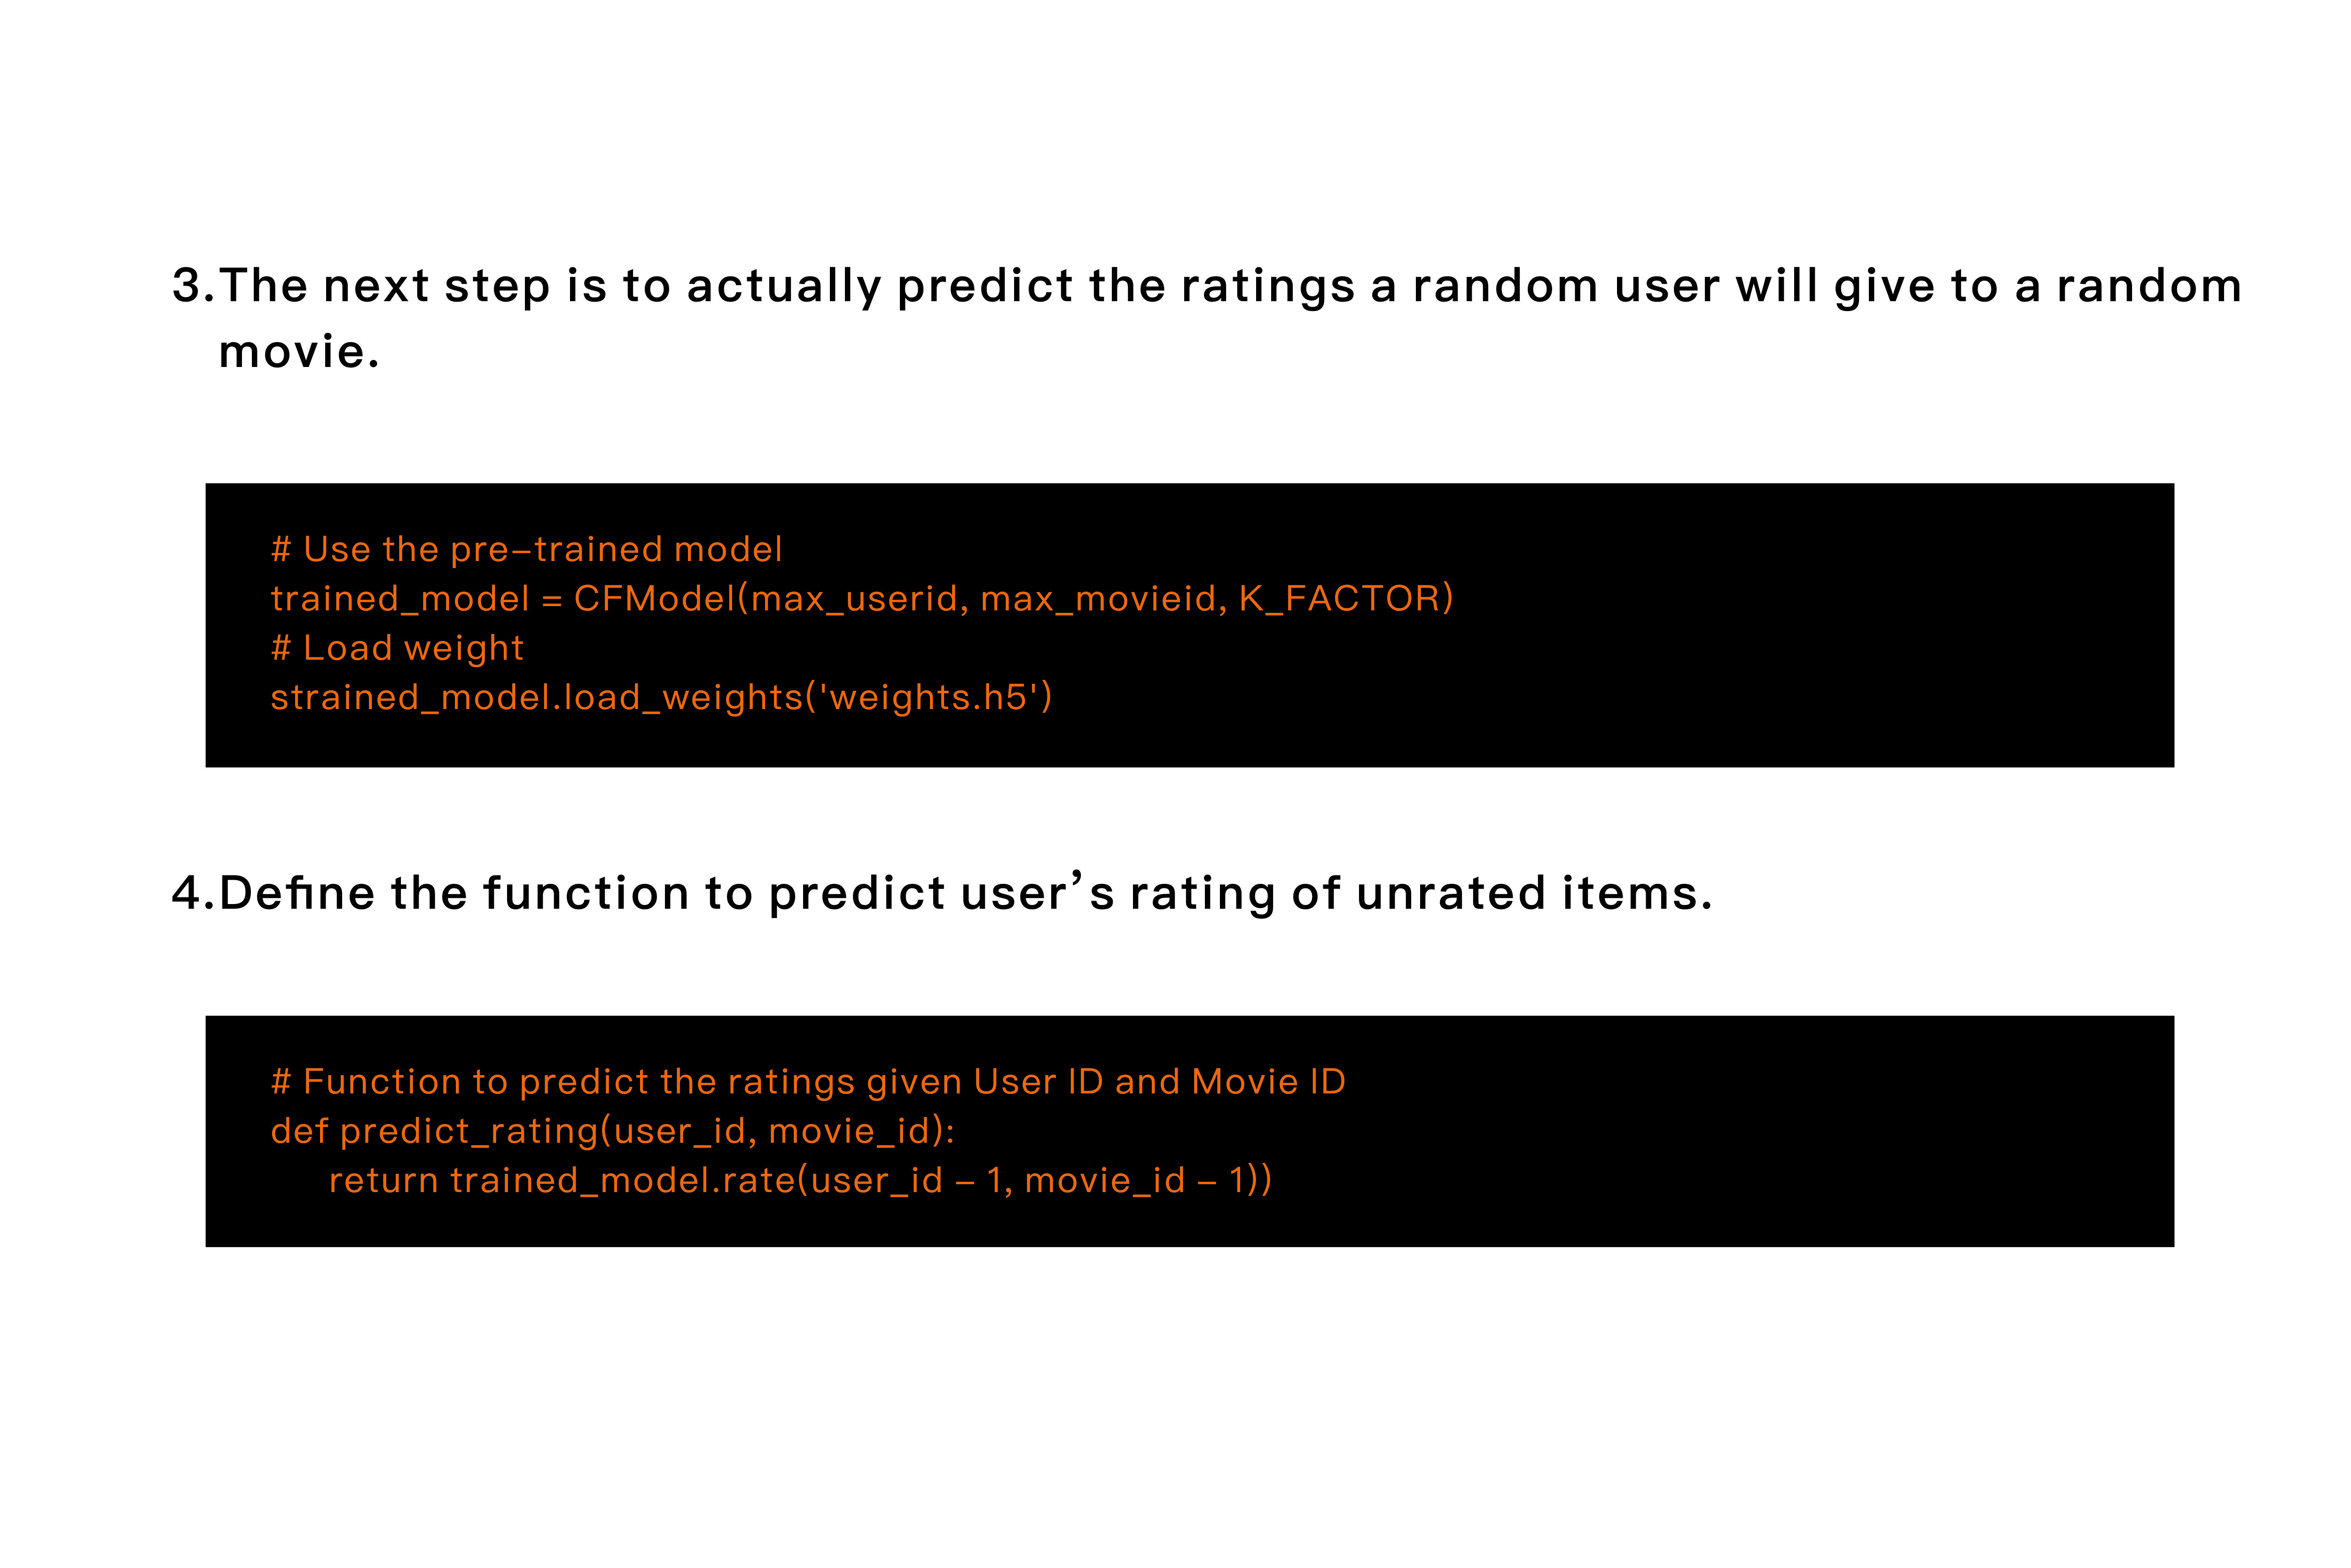 3.The next step is to actually predict the ratings a random user will give to a random
movie.
# Use the pre-trained model
trained_model = CFModel(max_userid, max_movieid, K_FACTOR)
# Load weight
strained_model.load_weights('weights.h5')
4.Define the function to predict user’s rating of unrated items.
# Function to predict the ratings given User ID and Movie ID
def predict_rating(user_id, movie_id):
    return trained_model.rate(user_id - 1, movie_id - 1))